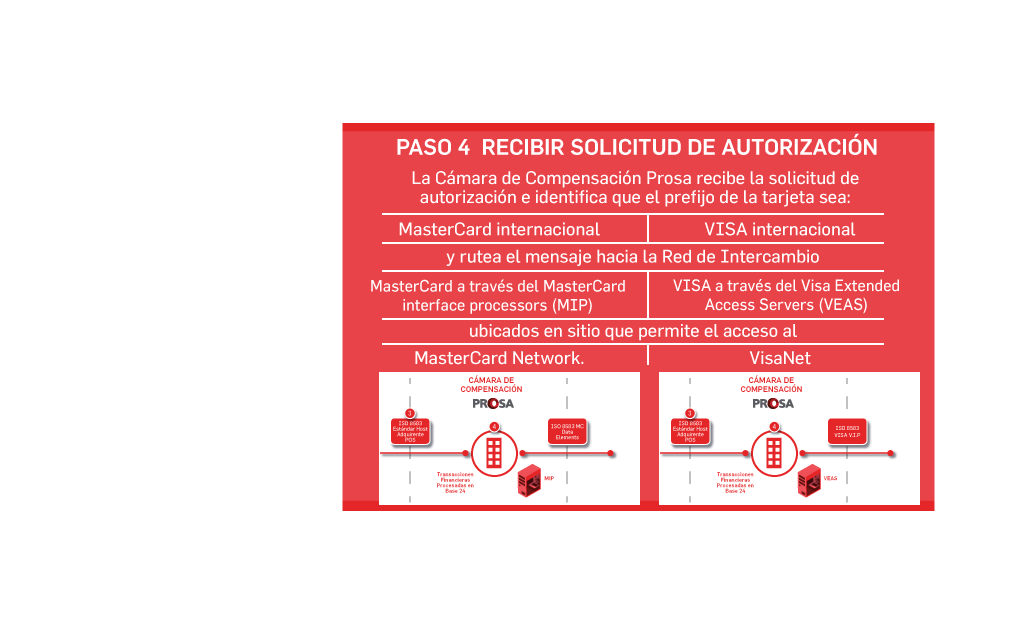 PASO 4 RECIBIR SOLICITUD DE AUTORIZACIÓN
La Cámara de Compensación Prosa recibe la solicitud de
autorización e identifica que el prefijo de la tarjeta sea:
MasterCard internacional
VISA internacional
y rutea el mensaje hacia la Red de Intercambio
MasterCard a través del MasterCard
interface processors (MIP)
VISA a través del Visa Extended
Access Servers (VEAS)
ubicados en sitio que permite el acceso al
MasterCard Network.
VisaNet
CÁMARA DE
COMPENSACIÓN
PROSA
3
ISO 8583
Estándar Host
Adquirente
POS
4
ISO 8583 MC
Data
Elements
Transacciones
Financieras
Procesadas en
Base 24
MIP
CÁMARA DE
COMPENSACIÓN
PROSA
3
ISO 8583
Estándar Host
Adquirente
POS
4
ISO 8583
VISA V.I.P
Transacciones
Financieras
Procesadas en
Base 24
VEAS